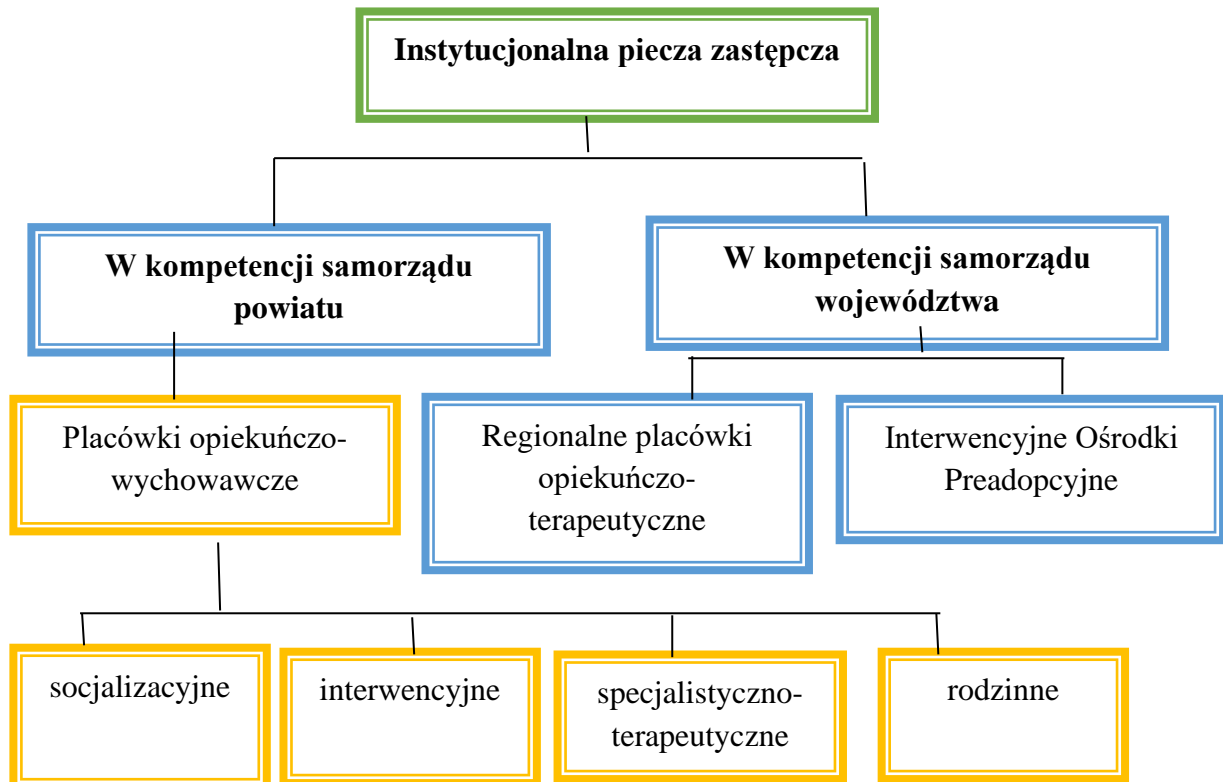 Instytucjonalna piecza zastępcza
W kompetencji samorządu
powiatu
W kompetencji samorządu
województwa
Placówki opiekuńczo-
wychowawcze
Regionalne placówki
opiekuńczo-
terapeutyczne
Interwencyjne Ośrodki
Preadopcyjne
socjalizacyjne
interwencyjne
specjalistyczno-
terapeutyczne
rodzinne